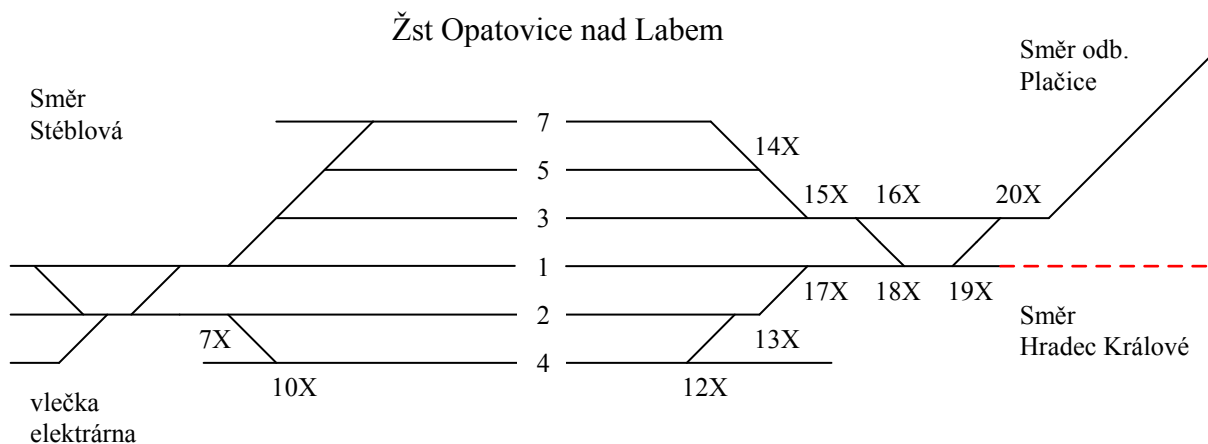 Žst Opatovice nad Labem
Směr odb.
Plačice
Směr
Stéblová
7
14X
5
15X
16X
20X
3
1
17X
18X
19X
2
Směr
Hradec Králové
7X
13X
4
10X
12X
vlečka
elektrárna